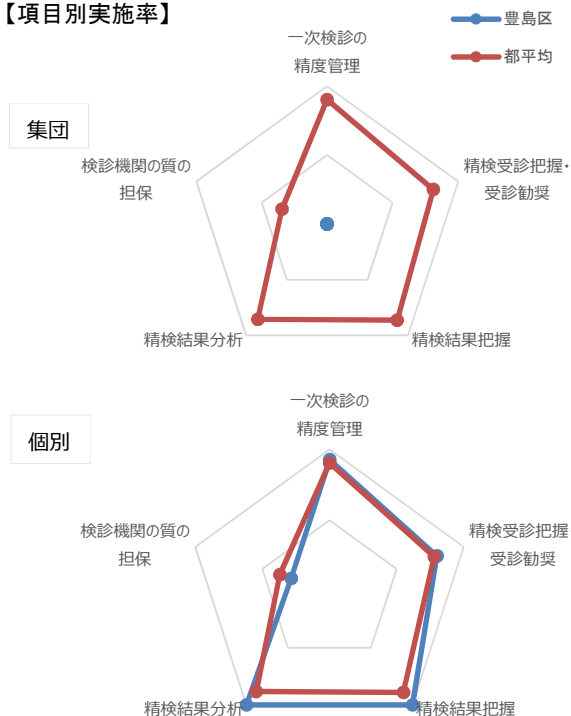 【項目別実施率】
豊島区
都平均
集団
一次検診の
精度管理
精検受診把握・
受診勧奨
精検結果把握
精検結果分析
検診機関の質の
担保
個別
一次検診の
精度管理
精検受診把握
受診勧奨
精検結果把握
精検結果分析
検診機関の質の
担保